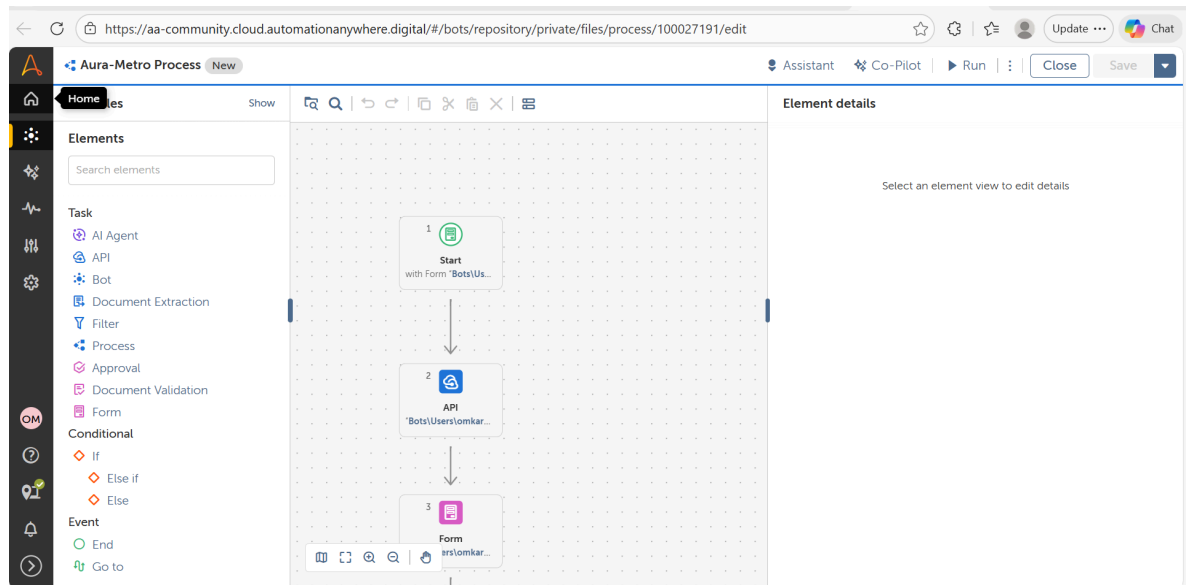 https://aa-community.cloud.automationanywhere.digital/#/bots/repository/private/files/process/100027191/edit
Update ···
Chat
Aura-Metro Process New
Assistant
Co-Pilot
Run
Close
Save
Home
les
Show
Element details
Elements
Search elements
Select an element view to edit details
Task
AI Agent
API
Bot
Document Extraction
Filter
Process
Approval
Document Validation
Form
Conditional
If
Else if
Else
Event
End
Go to
OM
1
Start
with Form "Bots\Us...
2
API
"Bots\Users\omkar...
3
Form
ers\omkar...